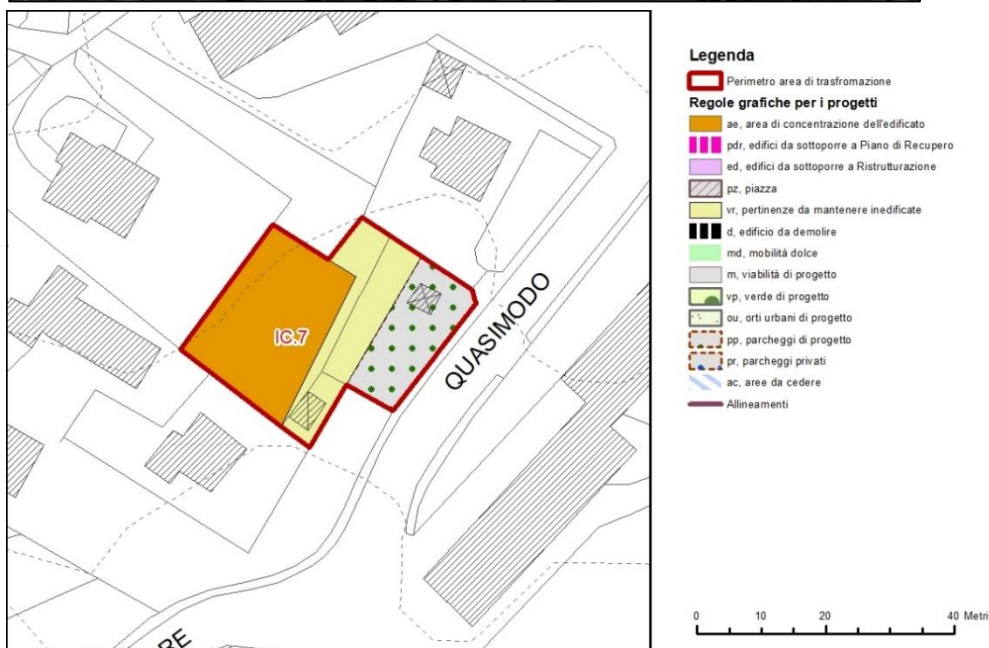 IC.7
QUASIMODO
RE
Legenda
Perimetro area di trasfromazione
Regole grafiche per i progetti
ae, area di concentrazione dell'edificato
pdr, edifici da sottoporre a Piano di Recupero
ed, edifici da sottoporre a Ristrutturazione
pz, piazza
vr, pertinenze da mantenere inedificate
d, edificio da demolire
md, mobilità dolce
m, viabilità di progetto
vp, verde di progetto
ou, orti urbani di progetto
pp, parcheggi di progetto
pr, parcheggi privati
ac, aree da cedere
Allineamenti
0 10 20 40 Metri